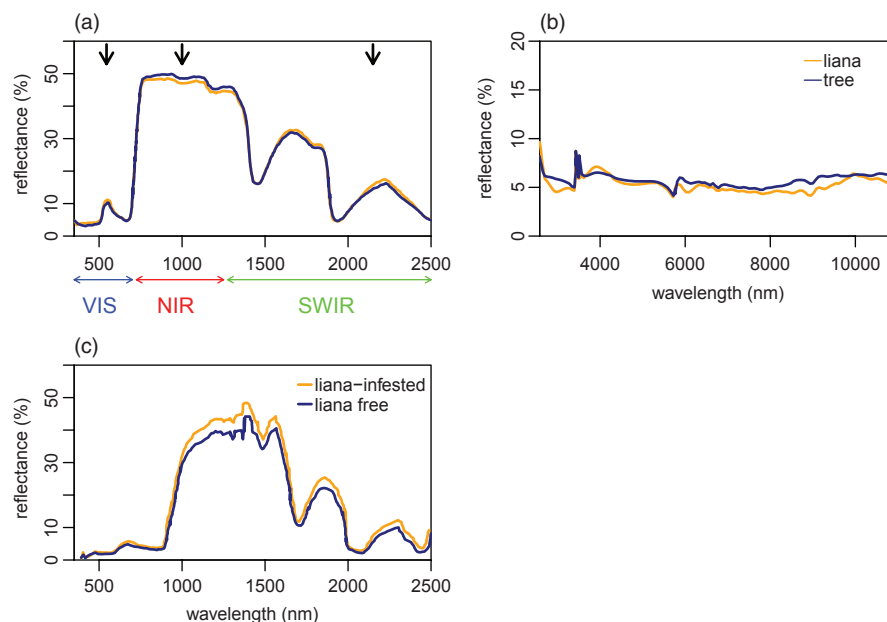 (a)
reflectance (%)
10
30
50
500 1000 1500 2000 2500
VIS NIR SWIR
(b)
reflectance (%)
0
5
10
15
20
liana
tree
4000 6000 8000 10000
wavelength (nm)
(c)
reflectance (%)
0
10
30
50
liana−infested
liana free
500 1000 1500 2000 2500
wavelength (nm)